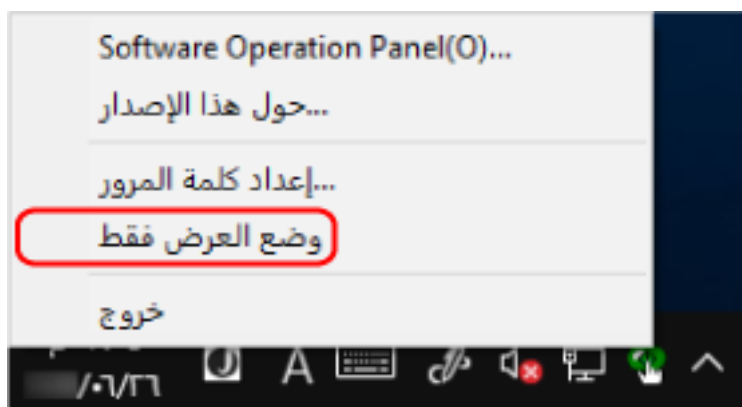 Software Operation Panel(O)...
حول هذا الإصدار...
إعداد كلمة المرور...
وضع العرض فقط
خروج
A
/٠٦/٢٦